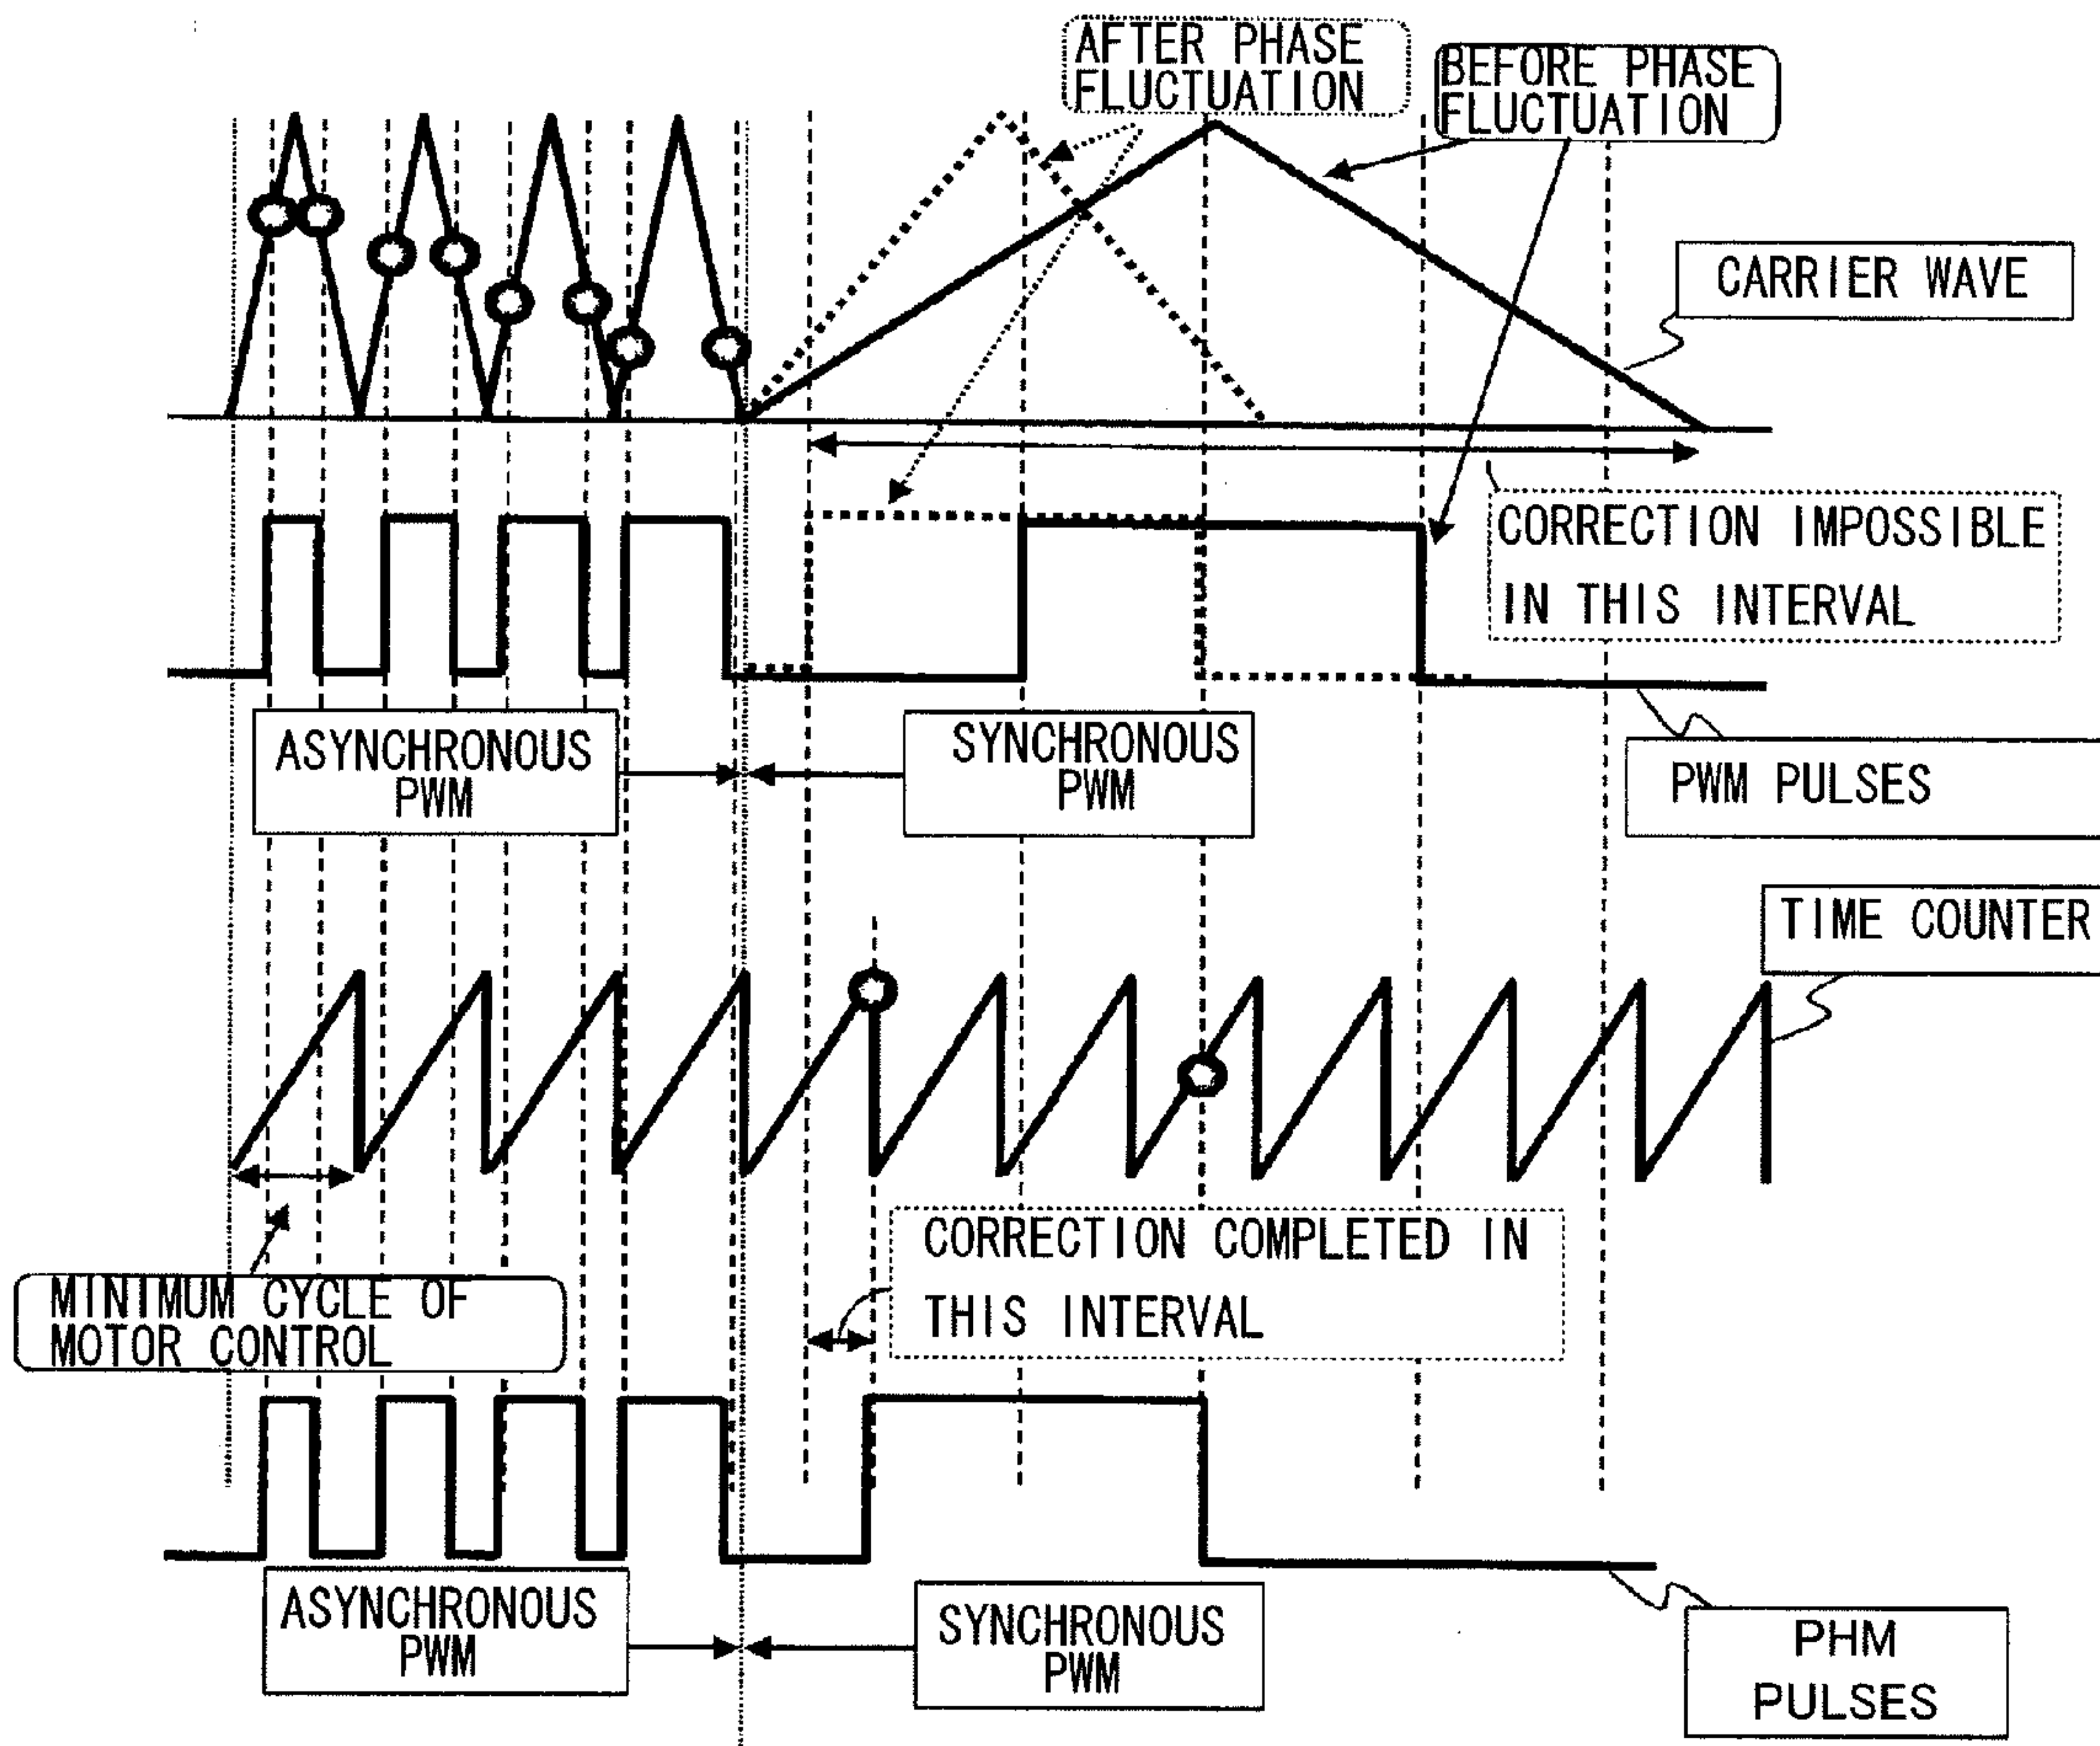 AFTER PHASE
FLUCTUATION
BEFORE PHASE
FLUCTUATION
CARRIER WAVE
CORRECTION IMPOSSIBLE
IN THIS INTERVAL
ASYNCHRONOUS
PWM
SYNCHRONOUS
PWM
PWM PULSES
TIME COUNTER
CORRECTION COMPLETED IN
THIS INTERVAL
MINIMUM CYCLE OF
MOTOR CONTROL
ASYNCHRONOUS
PWM
SYNCHRONOUS
PWM
PHM
PULSES